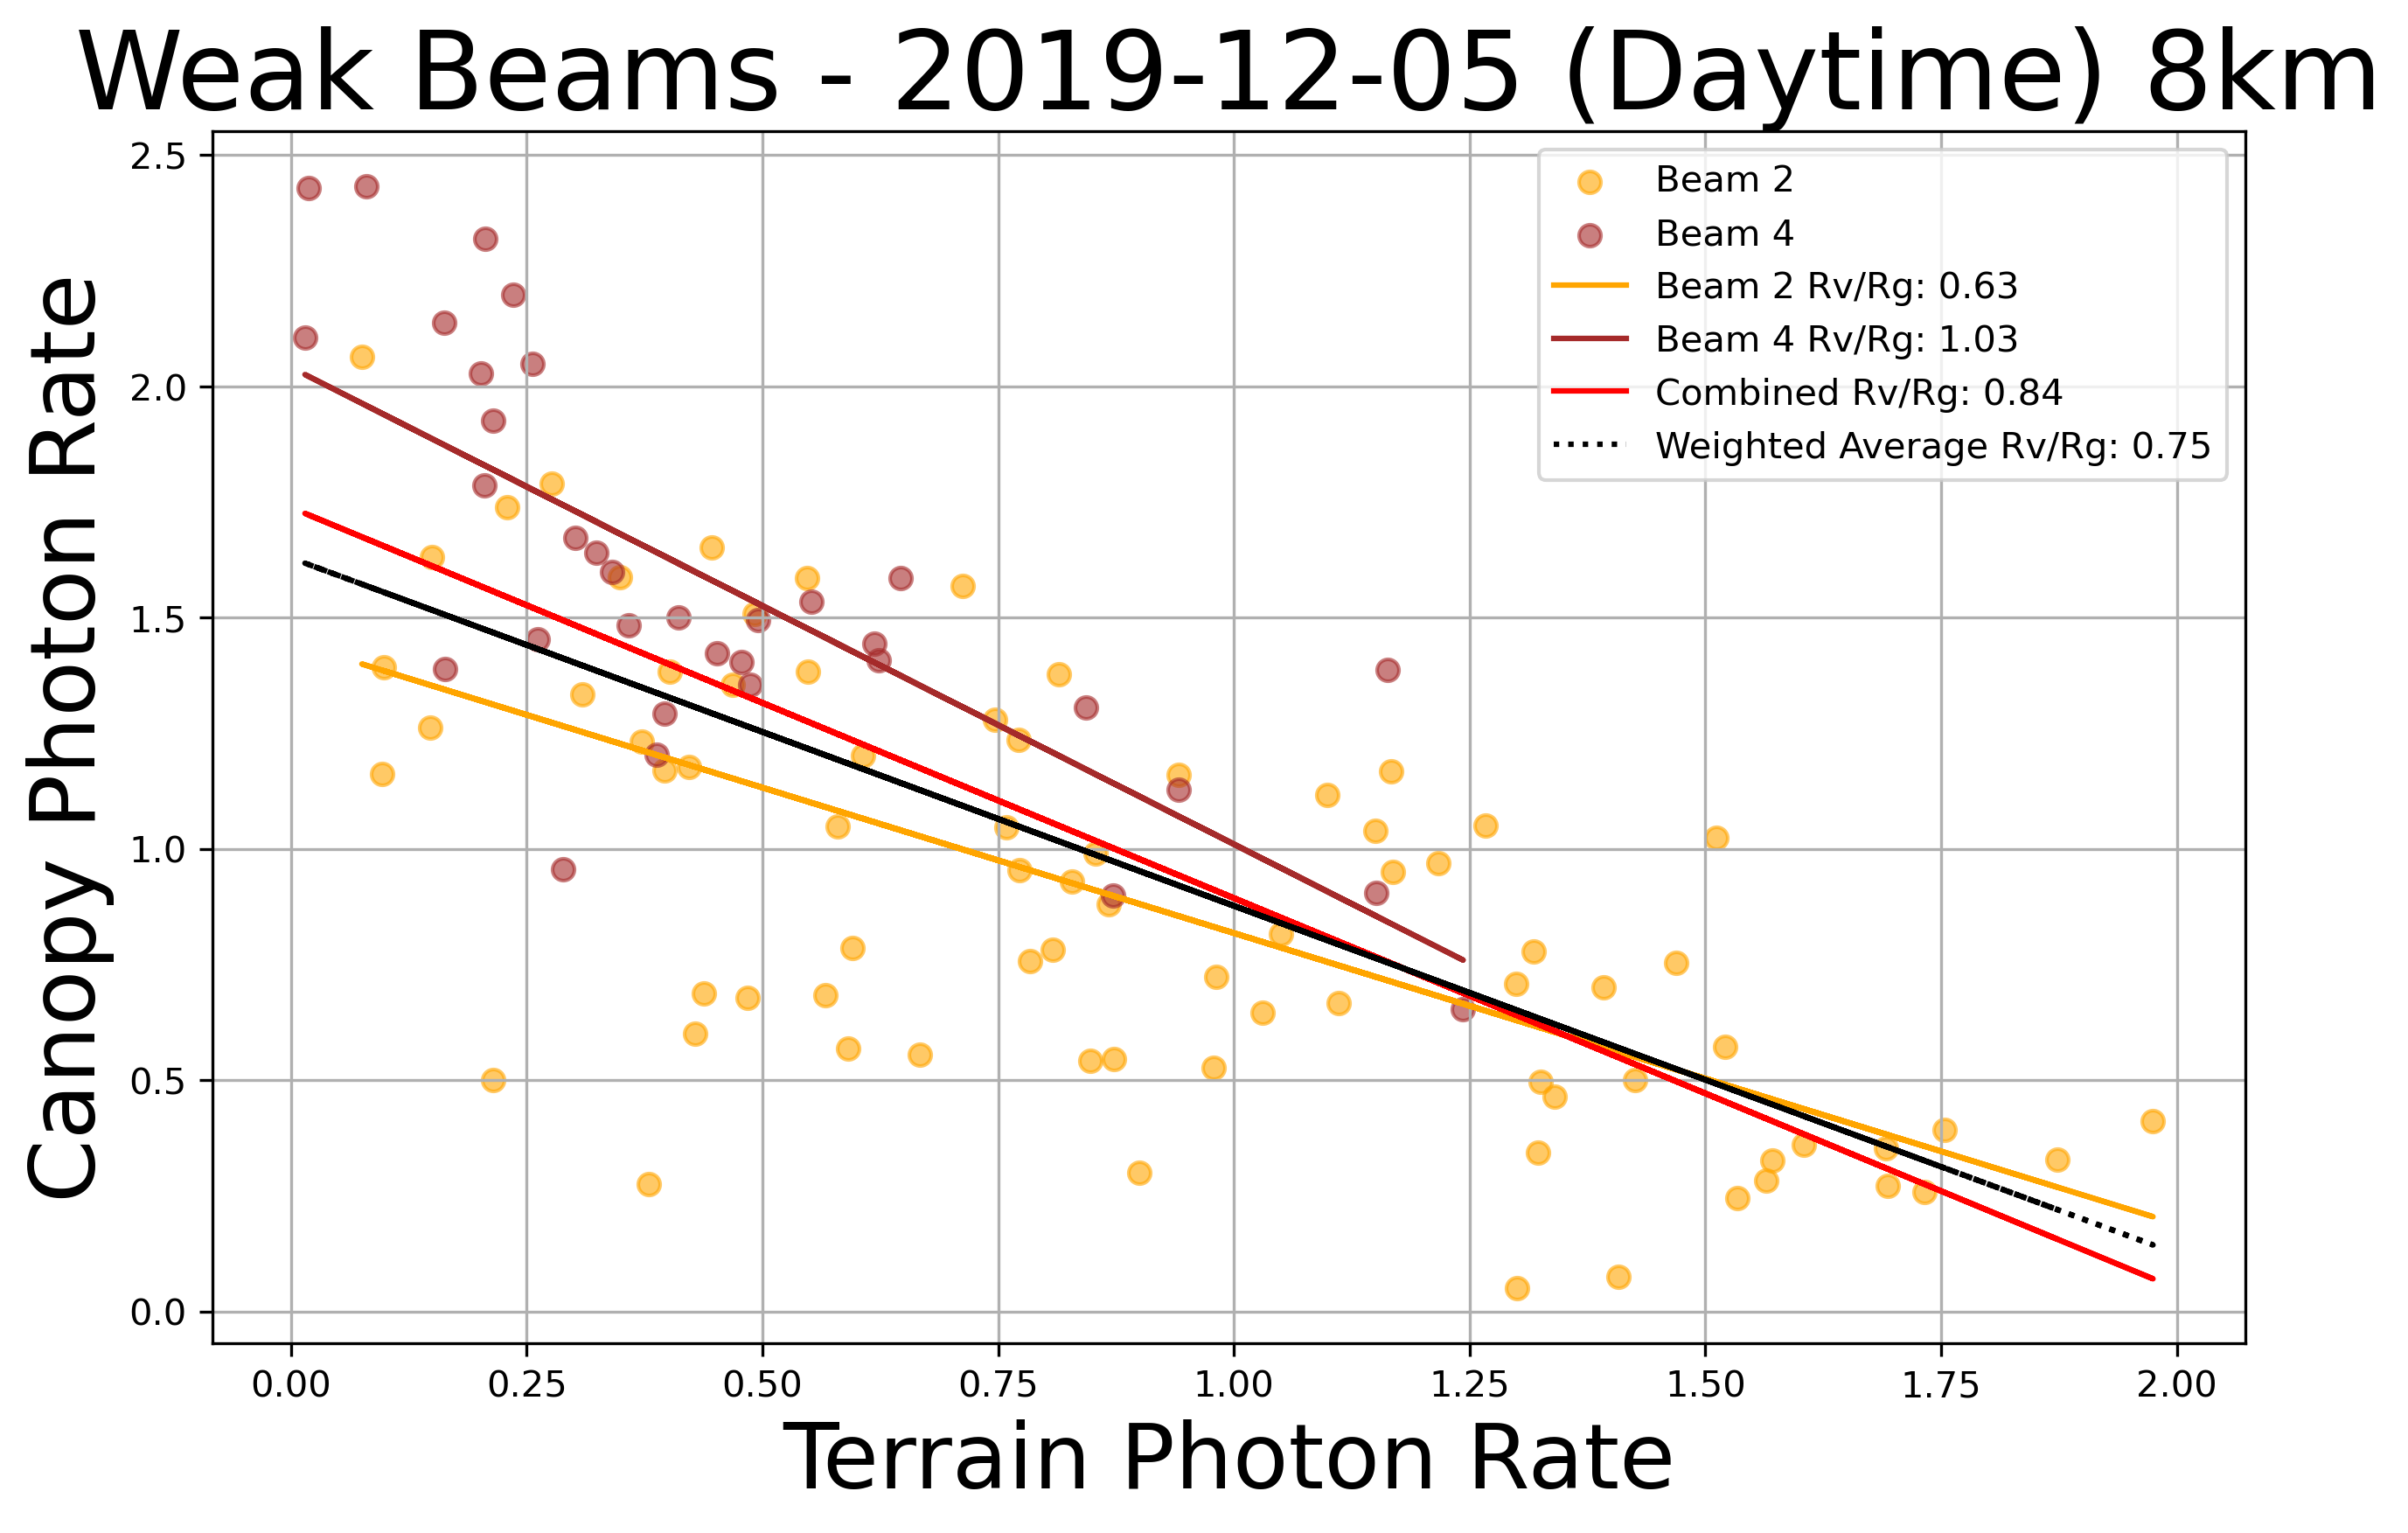 Weak Beams - 2019-12-05 (Daytime) 8km
Beam 2
Beam 4
Beam 2 Rv/Rg: 0.63
Beam 4 Rv/Rg: 1.03
Combined Rv/Rg: 0.84
Weighted Average Rv/Rg: 0.75
Canopy Photon Rate
2.5
2.0
1.5
1.0
0.5
0.0
0.00 0.25 0.50 0.75 1.00 1.25 1.50 1.75 2.00
Terrain Photon Rate